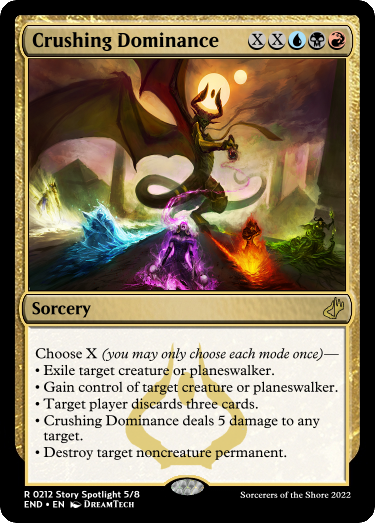 Crushing Dominance X X
Sorcery
Choose X (you may only choose each mode once)—
• Exile target creature or planeswalker.
• Gain control of target creature or planeswalker.
• Target player discards three cards.
• Crushing Dominance deals 5 damage to any
target.
• Destroy target noncreature permanent.
R 0212 Story Spotlight 5/8
END • EN DREAMTECH
Sorcerers of the Shore 2022